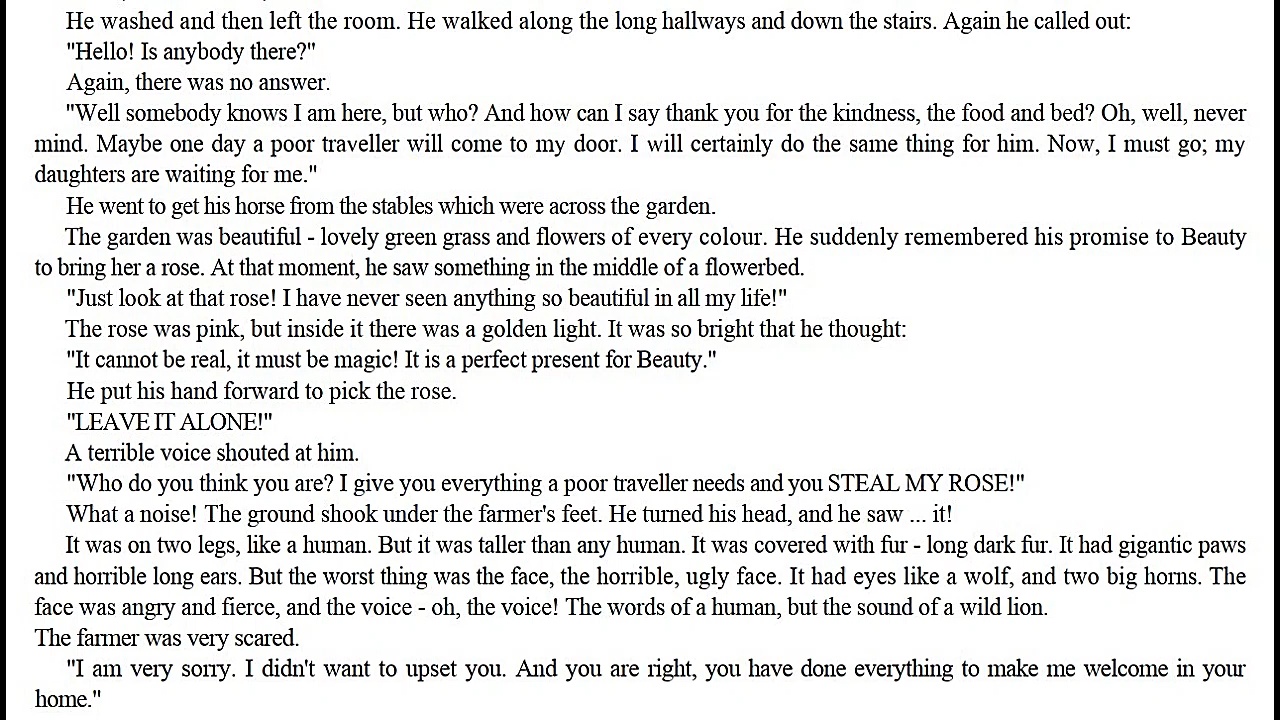 He washed and then left the room. He walked along the long hallways and down the stairs. Again he called out:
"Hello! Is anybody there?"
Again, there was no answer.
"Well somebody knows I am here, but who? And how can I say thank you for the kindness, the food and bed? Oh, well, never
mind. Maybe one day a poor traveller will come to my door. I will certainly do the same thing for him. Now, I must go; my
daughters are waiting for me."
He went to get his horse from the stables which were across the garden.
The garden was beautiful - lovely green grass and flowers of every colour. He suddenly remembered his promise to Beauty
to bring her a rose. At that moment, he saw something in the middle of a flowerbed.
"Just look at that rose! I have never seen anything so beautiful in all my life!"
The rose was pink, but inside it there was a golden light. It was so bright that he thought:
"It cannot be real, it must be magic! It is a perfect present for Beauty."
He put his hand forward to pick the rose.
"LEAVE IT ALONE!"
A terrible voice shouted at him.
"Who do you think you are? I give you everything a poor traveller needs and you STEAL MY ROSE!"
What a noise! The ground shook under the farmer's feet. He turned his head, and he saw ... it!
It was on two legs, like a human. But it was taller than any human. It was covered with fur - long dark fur. It had gigantic paws
and horrible long ears. But the worst thing was the face, the horrible, ugly face. It had eyes like a wolf, and two big horns. The
face was angry and fierce, and the voice - oh, the voice! The words of a human, but the sound of a wild lion.
The farmer was very scared.
"I am very sorry. I didn't want to upset you. And you are right, you have done everything to make me welcome in your
home."